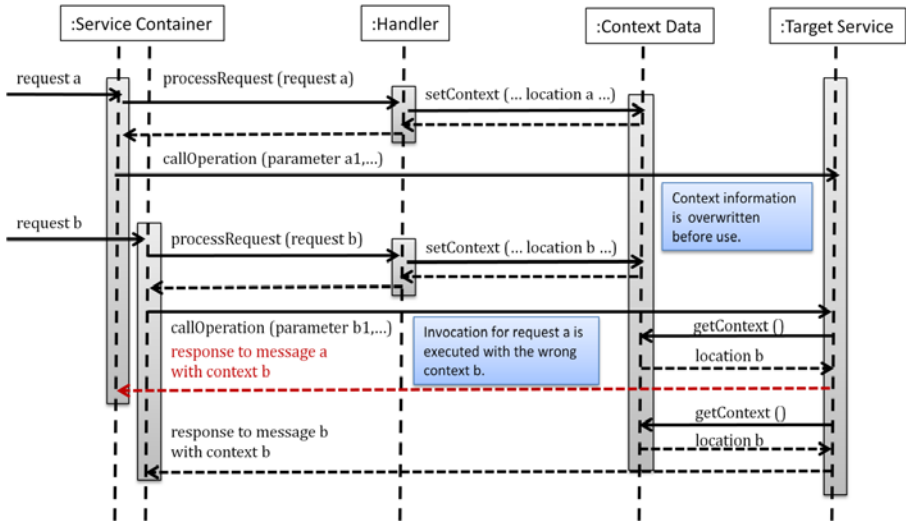 :Service Container
:Handler
:Context Data
:Target Service
request a
processRequest (request a)
setContext (... location a ...)
callOperation (parameter a1,...)
Context information
is overwritten
before use.
request b
processRequest (request b)
setContext (... location b ...)
callOperation (parameter b1,...)
Invocation for request a is
executed with the wrong
context b.
getContext ()
response to message a
with context b
location b
getContext ()
response to message b
with context b
location b